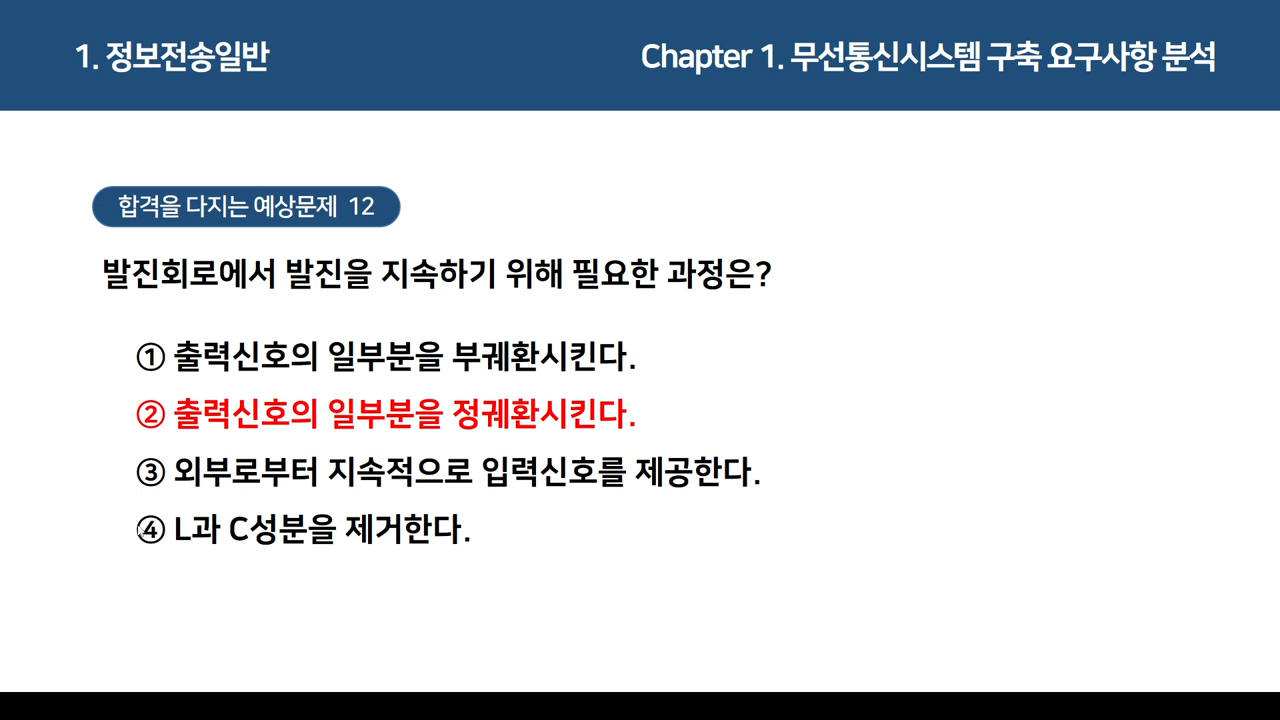 1. 정보전송일반
Chapter 1. 무선통신시스템 구축 요구사항 분석
합격을 다지는 예상문제 12
발진회로에서 발진을 지속하기 위해 필요한 과정은?
① 출력신호의 일부분을 부궤환시킨다.
② 출력신호의 일부분을 정궤환시킨다.
③ 외부로부터 지속적으로 입력신호를 제공한다.
④ L과 C성분을 제거한다.